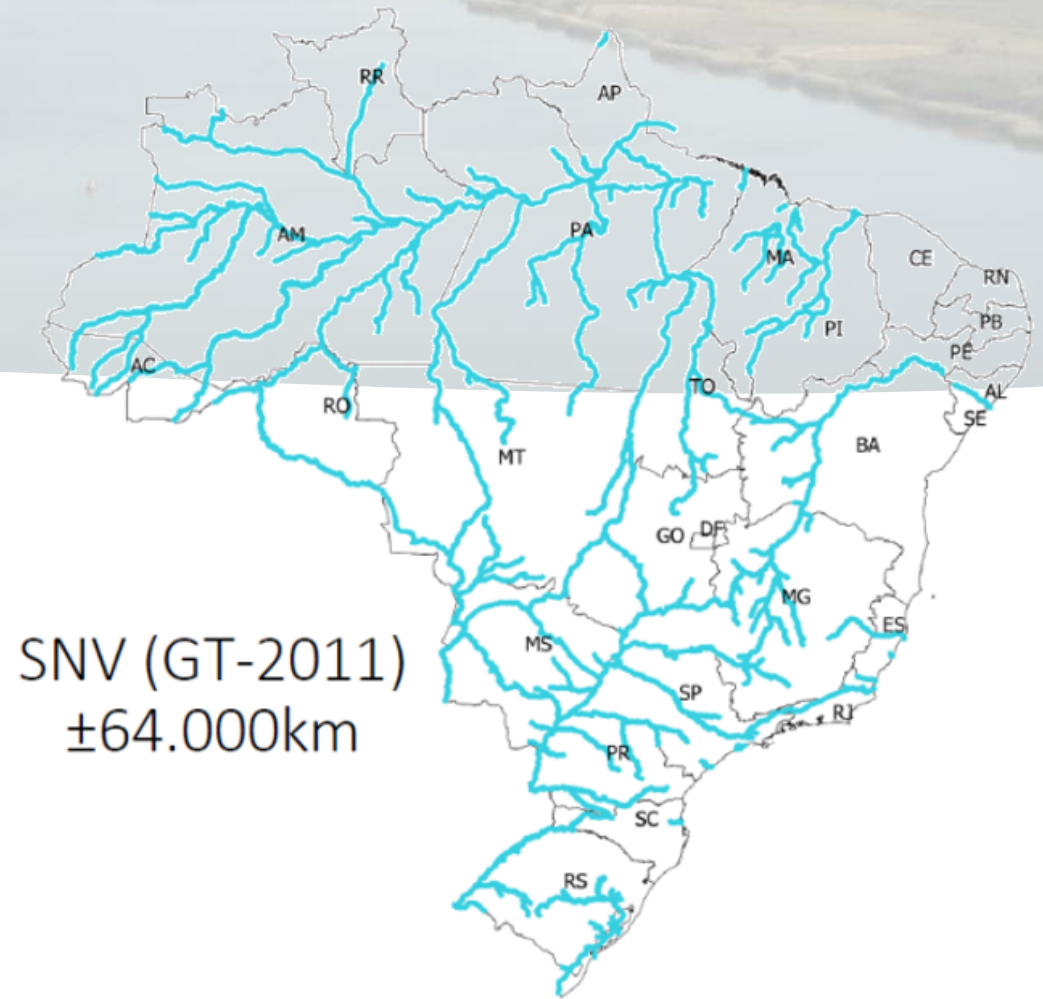 RR
AP
AM
PA
MA
CE
RN
PB
PI
PE
AC
TO
AL
RO
SE
BA
MT
GO
DF
MG
ES
MS
SP
RJ
PR
SC
RS
SNV (GT-2011)
±64.000km